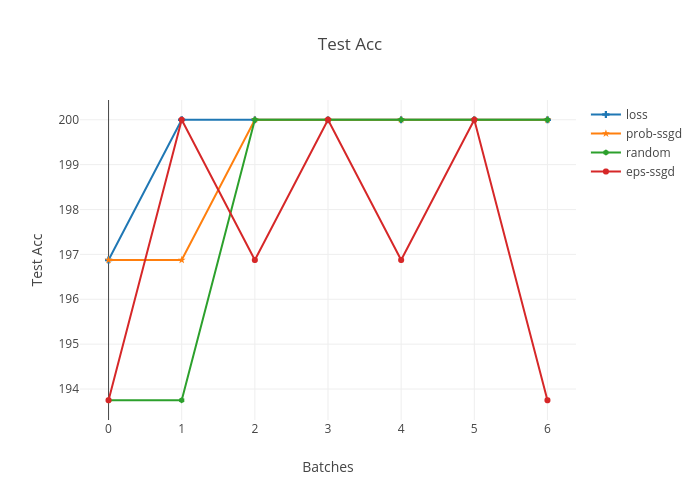 Test Acc
Test Acc
200
199
198
197
196
195
194
0 1 2 3 4 5 6
Batches
loss
prob-ssgd
random
eps-ssgd